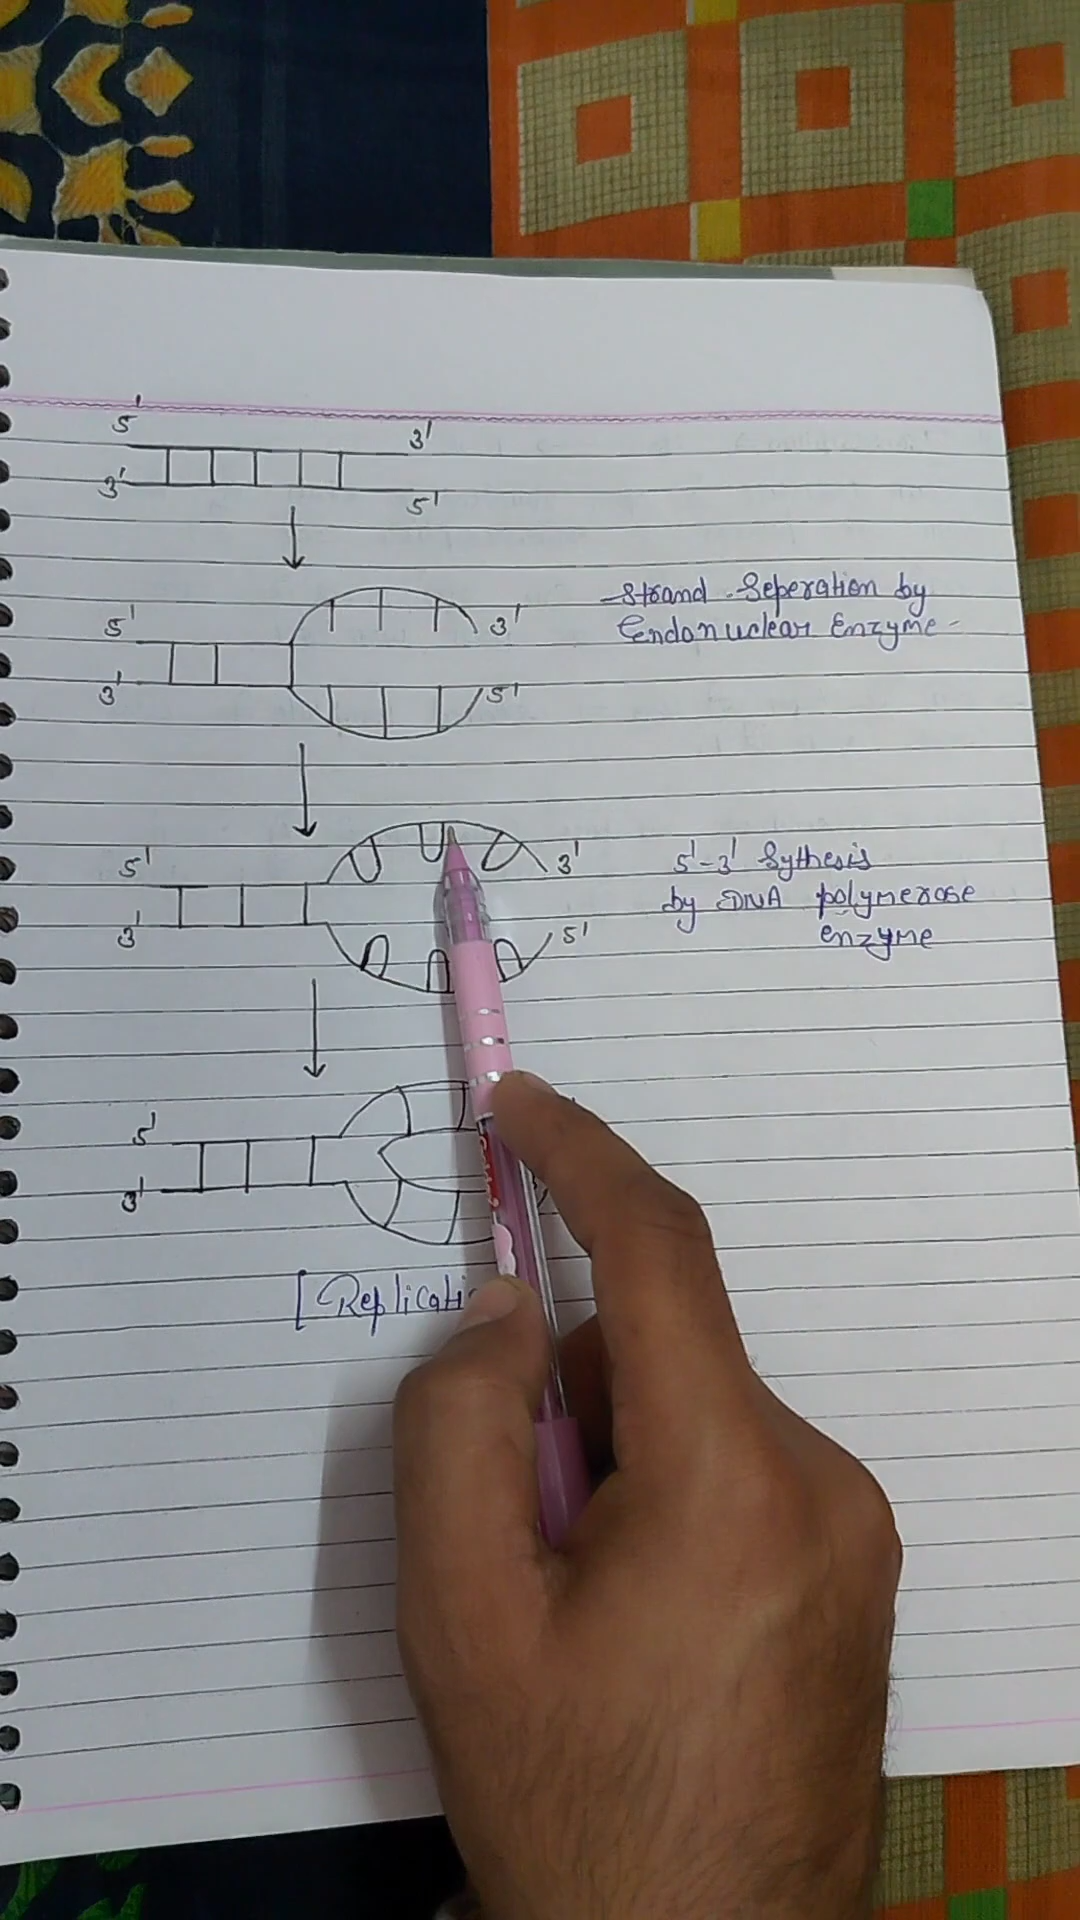 5'
3'
3'
5'
Strand Seperation by
Endonuclear Enzyme
5'
3'
3'
5'
5'-3' Sythesis
by DNA polymerase
enzyme
5'
3'
3'
5'
5'
3'
[Replicati